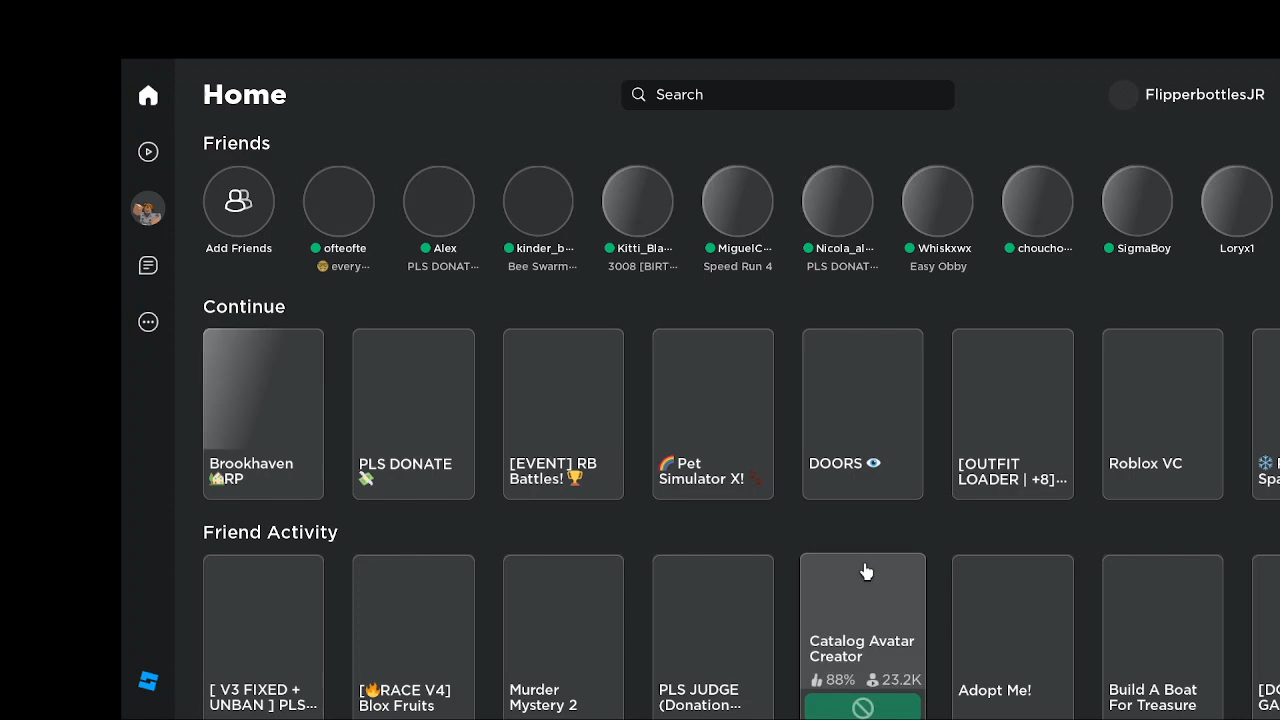 Home
Search
FlipperbottlesJR
Friends
Add Friends
ofteofte
every...
Alex
PLS DONAT...
kinder_b...
Bee Swarm...
Kitti_Bla...
3008 [BIRT...
MiguelC...
Speed Run 4
Nicola_al...
PLS DONAT...
Whiskxwx
Easy Obby
choucho...
SigmaBoy
Loryx1
Continue
Brookhaven
🏡RP
PLS DONATE
💸
[EVENT] RB
Battles!🏆
🌈Pet
Simulator X!
DOORS 👁️
[OUTFIT
LOADER | +8]...
Roblox VC
Spa
Friend Activity
[ V3 FIXED +
UNBAN ] PLS...
[🔥RACE V4]
Blox Fruits
Murder
Mystery 2
PLS JUDGE
(Donation...
Catalog Avatar
Creator
88% 23.2K
Adopt Me!
Build A Boat
For Treasure
[DO
GA